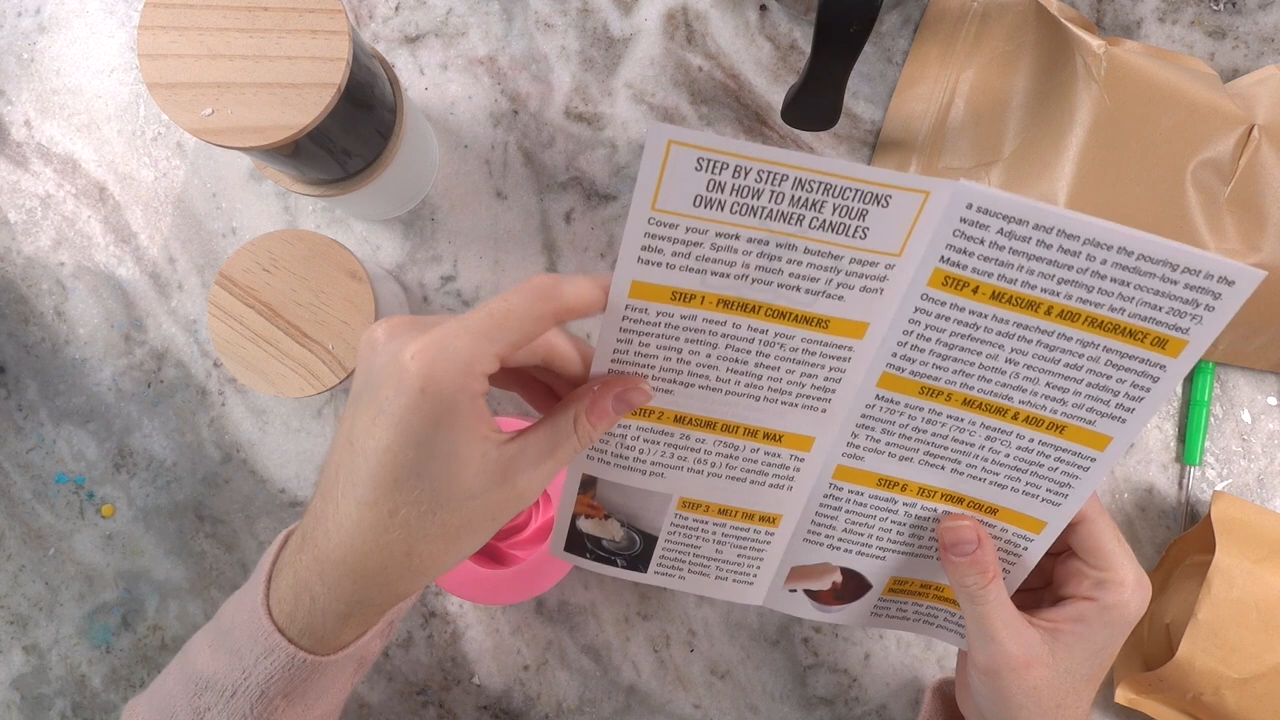 STEP BY STEP INSTRUCTIONS
ON HOW TO MAKE YOUR
OWN CONTAINER CANDLES
Cover your work area with butcher paper or
newspaper. Spills or drips are mostly unavoid-
able, and cleanup is much easier if you don't
have to clean wax off your work surface.
STEP 1 - PREHEAT CONTAINERS
First, you will need to heat your containers.
Preheat the oven to around 100°F, or the lowest
temperature setting. Place the containers you
will be using on a cookie sheet or pan and
put them in the oven. Heating not only helps
eliminate jump lines, but it also helps prevent
possible breakage when pouring hot wax into a
STEP 2 - MEASURE OUT THE WAX
set includes 26 oz. (750g.) of wax. The
amount of wax required to make one candle is
oz. (140 g.) / 2.3 oz. (65 g.) for candle mold.
Just take the amount that you need and add it
to the melting pot.
STEP 3 - MELT THE WAX
The wax will need to be
heated to a temperature
of 150°F to 180°(use ther-
mometer to ensure
correct temperature) in a
double boiler. To create a
double boiler, put some
water in
a saucepan and then place the pouring pot in the
water. Adjust the heat to a medium-low setting.
Check the temperature of the wax occasionally to
make certain it is not getting too hot (max 200°F).
Make sure that the wax is never left unattended.
STEP 4 - MEASURE & ADD FRAGRANCE OIL
Once the wax has reached the right temperature,
you are ready to add the fragrance oil. Depending
on your preference, you could add more or less
of the fragrance oil. We recommend adding half
of the fragrance bottle (5 ml). Keep in mind, that
a day or two after the candle is ready, oil droplets
may appear on the outside, which is normal.
STEP 5 - MEASURE & ADD DYE
Make sure the wax is heated to a temperature
of 170°F to 180°F (70°C - 80°C), add the desired
amount of dye and leave it for a couple of min-
utes. Stir the mixture until it is blended thorough-
ly. The amount depends on how rich you want
the color to get. Check the next step to test your
color.
STEP 6 - TEST YOUR COLOR
The wax usually will look much lighter in color
after it has cooled. To test can drip a
small amount of wax onto a paper
towel. Careful not to drip the your
hands. Allow it to harden and to
see an accurate representation
more dye as desired.
STEP 7 - MIX ALL
INGREDIENTS
Remove the pouring
from the double boiler
The handle of the pouring